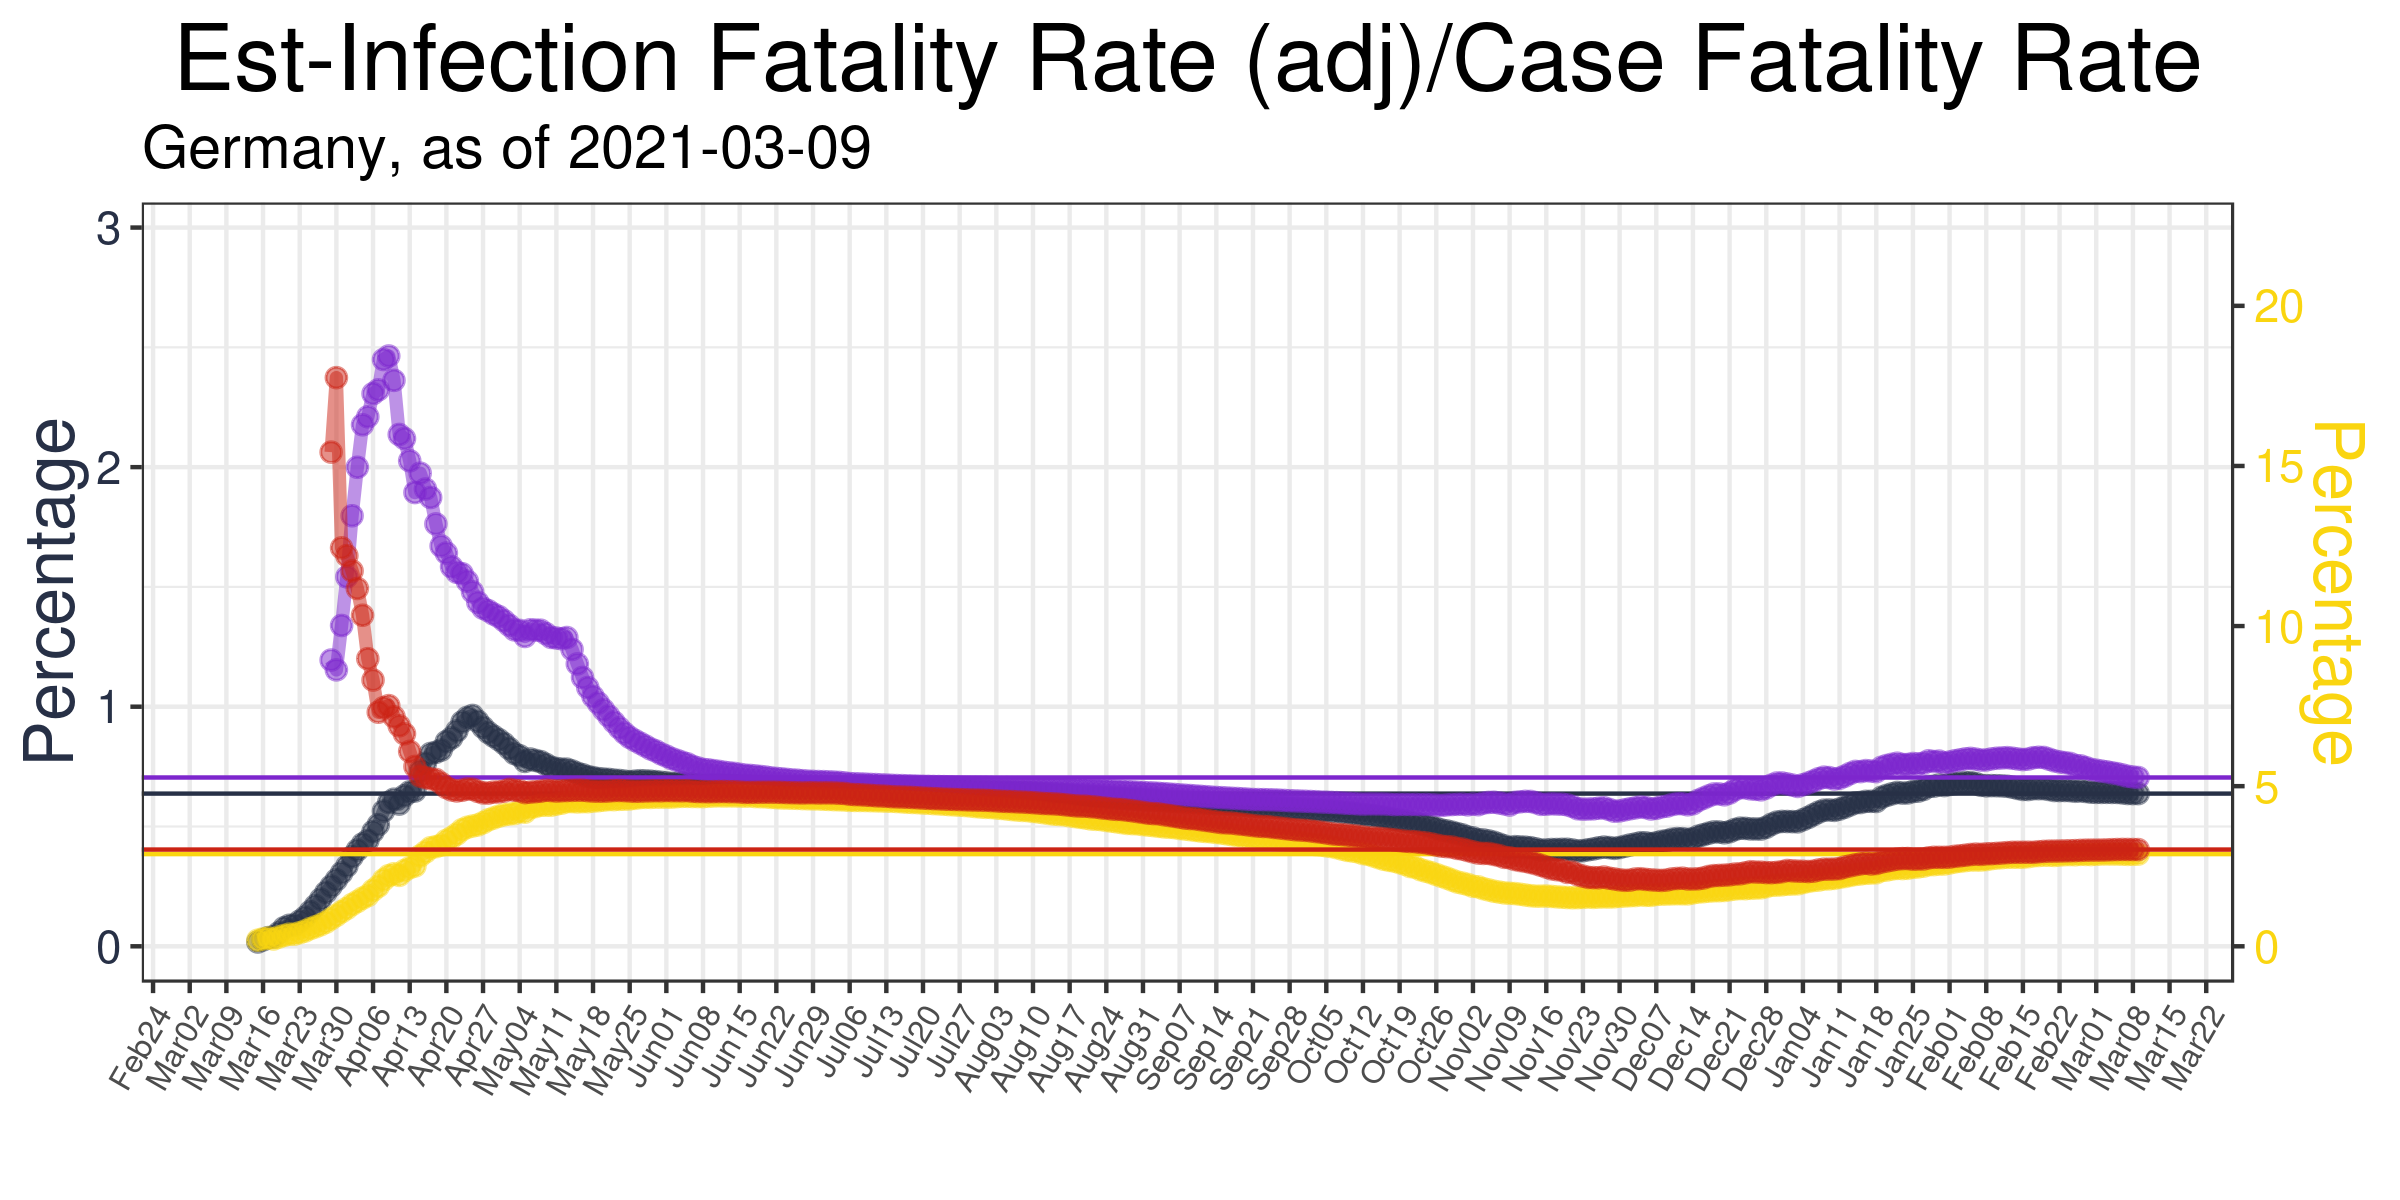 Est-Infection Fatality Rate (adj)/Case Fatality Rate
Germany, as of 2021-03-09
Percentage
3
2
1
0
20
15
10
5
0
Percentage
Feb24
Mar02
Mar09
Mar16
Mar23
Mar30
Apr06
Apr13
Apr20
Apr27
May04
May11
May18
May25
Jun01
Jun08
Jun15
Jun22
Jun29
Jul06
Jul13
Jul20
Jul27
Aug03
Aug10
Aug17
Aug24
Aug31
Sep07
Sep14
Sep21
Sep28
Oct05
Oct12
Oct19
Oct26
Nov02
Nov09
Nov16
Nov23
Nov30
Dec07
Dec14
Dec21
Dec28
Jan04
Jan11
Jan18
Jan25
Feb01
Feb08
Feb15
Feb22
Mar01
Mar08
Mar15
Mar22